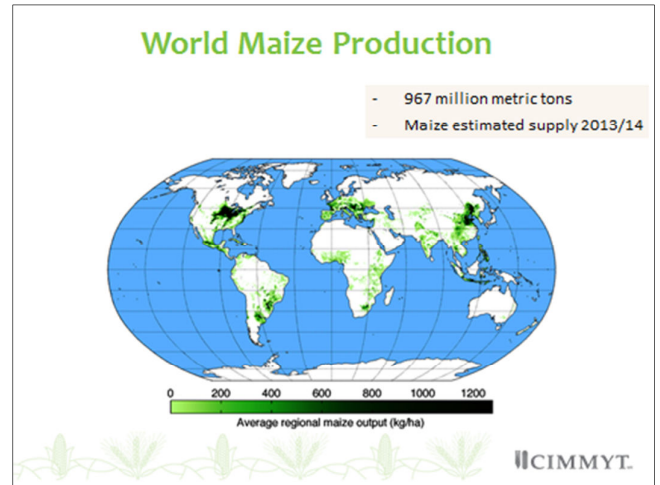 World Maize Production
- 967 million metric tons
- Maize estimated supply 2013/14
0 200 400 600 800 1000 1200
Average regional maize output (kg/ha)
CIMMYT.